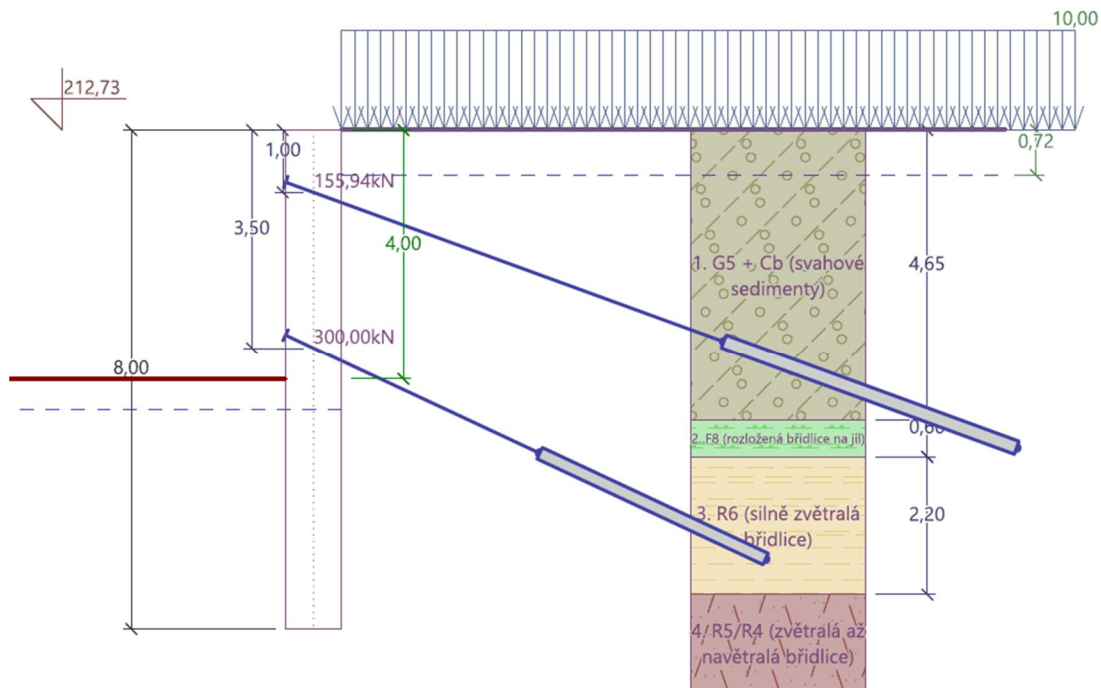 10,00
212,73
0,72
1,00
155,94kN
3,50
4,00
1. G5 + Cb (svahové
sedimenty)
4,65
300,00kN
8,00
0,60
2. F8 (rozložená břidlice na jíl)
3. R6 (silně zvětralá
břidlice)
2,20
4. R5/R4 (zvětralá až
navětralá břidlice)